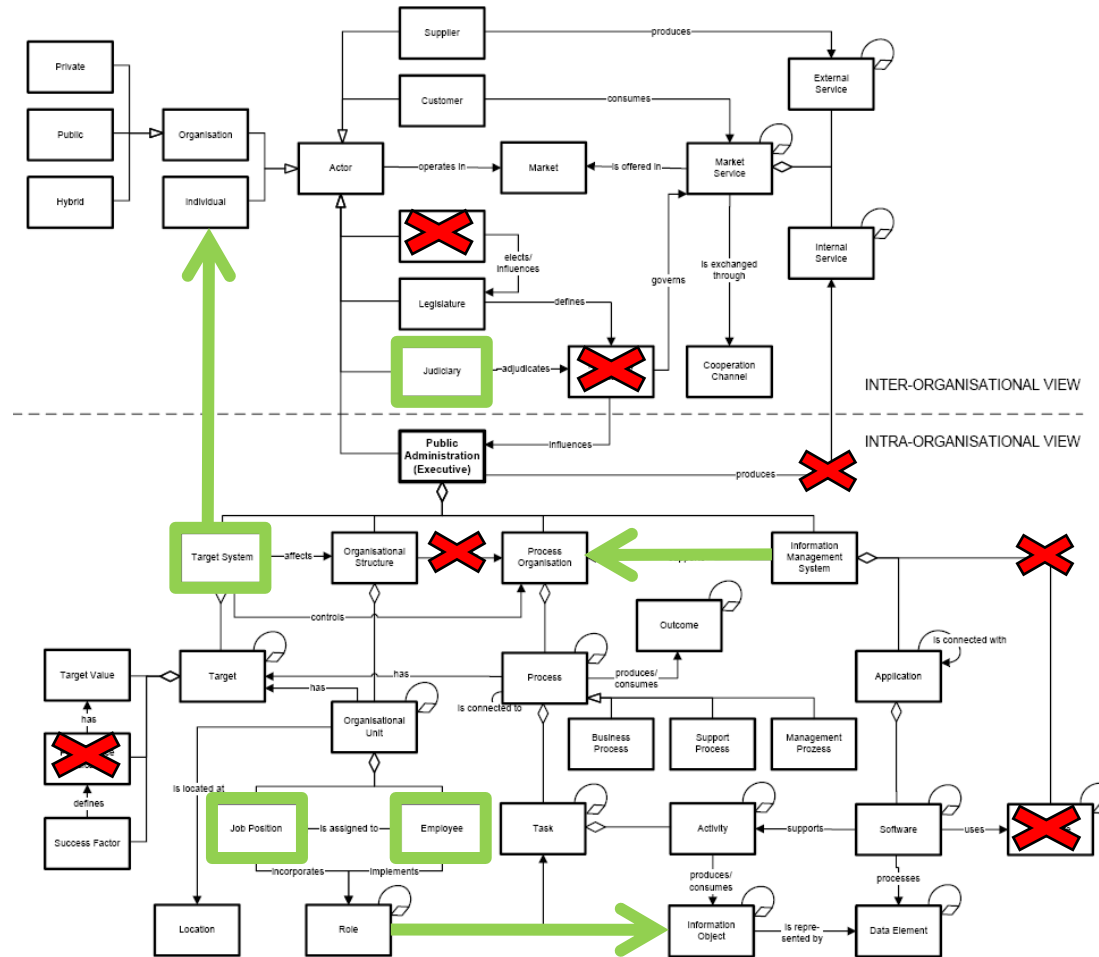 Supplier
produces
Private
External
Service
Customer
consumes
Public
Organisation
Actor
operates in
Market
is offered in
Market
Service
Hybrid
Individual
elects/
influences
governs
is exchanged
through
Internal
Service
Legislature
defines
Judiciary
adjudicates
Cooperation
Channel
INTER-ORGANISATIONAL VIEW
INTRA-ORGANISATIONAL VIEW
Public
Administration
(Executive)
influences
produces
Target System
affects
Organisational
Structure
Process
Organisation
Information
Management
System
controls
Outcome
is connected with
Target Value
Target
has
Process
produces/
consumes
Application
has
is connected to
has
Organisational
Unit
Business
Process
Support
Process
Management
Prozess
is located at
defines
Success Factor
Job Position
is assigned to
Employee
Task
Activity
supports
Software
uses
incorporates
implements
produces/
consumes
processes
Location
Role
Information
Object
is repre-
sented by
Data Element